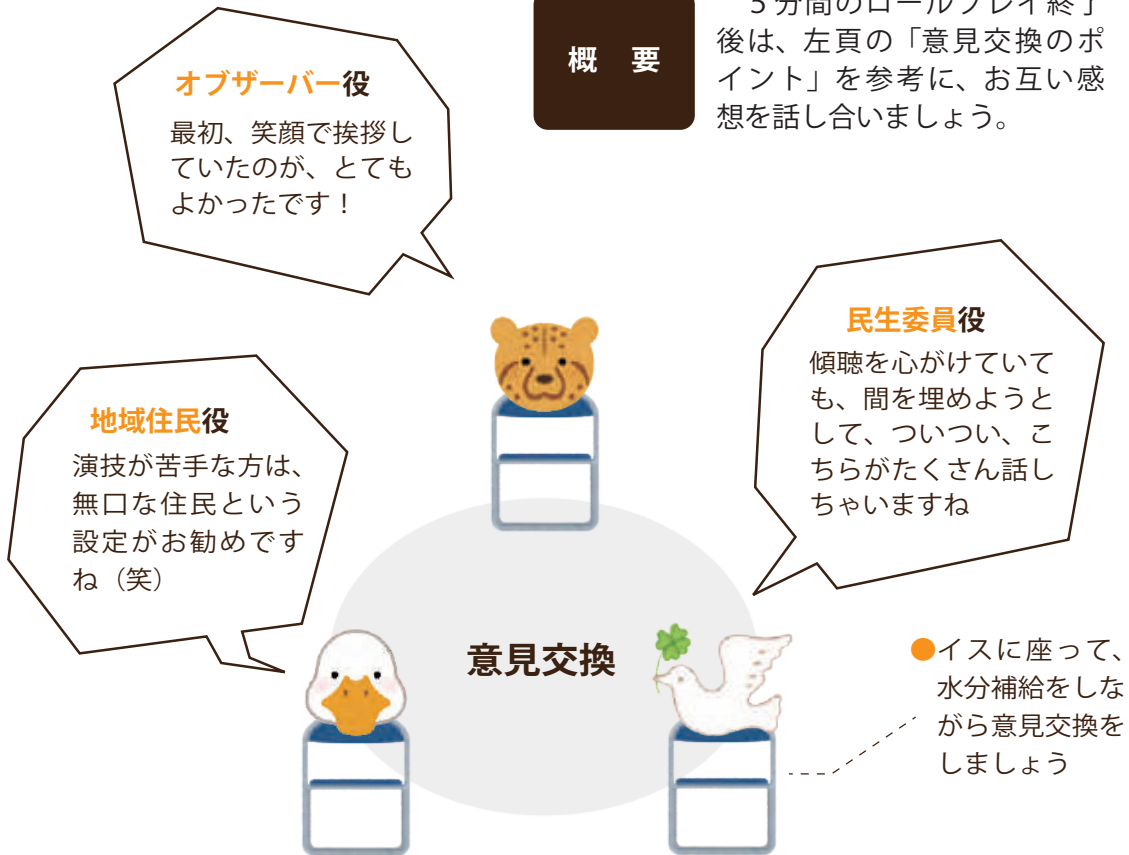 概　要
５分間のロールプレイ終了
後は、左頁の「意見交換のポ
イント」を参考に、お互い感
想を話し合いましょう。
オブザーバー役
最初、笑顔で挨拶し
ていたのが、とても
よかったです！
民生委員役
傾聴を心がけていて
も、間を埋めようと
して、ついつい、こ
ちらがたくさん話し
ちゃいますね
地域住民役
演技が苦手な方は、
無口な住民という
設定がお勧めです
ね（笑）
意見交換
●イスに座って、
水分補給をしな
がら意見交換を
しましょう